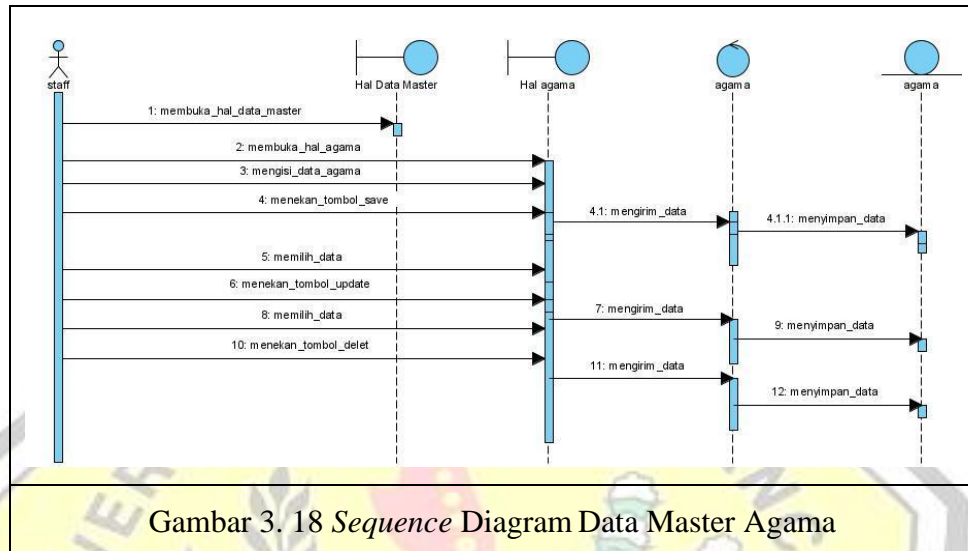 staff
Hal Data Master
Hal agama
agama
agama
1: membuka_hal_data_master
2: membuka_hal_agama
3: mengisi_data_agama
4: menekan_tombol_save
4.1: mengirim_data
4.1.1: menyimpan_data
5: memilih_data
6: menekan_tombol_update
7: mengirim_data
8: memilih_data
9: menyimpan_data
10: menekan_tombol_delet
11: mengirim_data
12: menyimpan_data
Gambar 3. 18 Sequence Diagram Data Master Agama